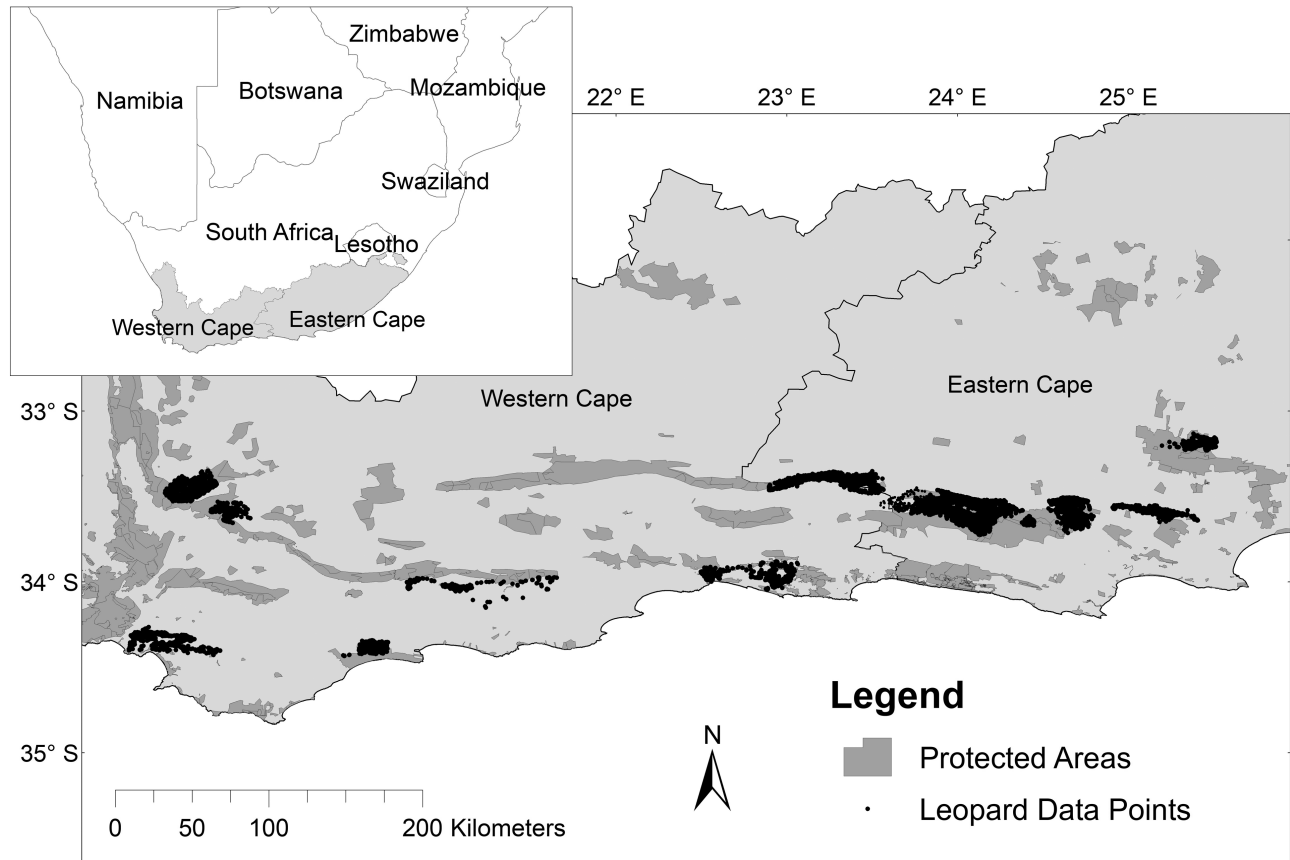 Zimbabwe
Namibia
Botswana
Mozambique
Swaziland
South Africa
Lesotho
Western Cape
Eastern Cape
22° E
23° E
24° E
25° E
33° S
34° S
35° S
Western Cape
Eastern Cape
Legend
Protected Areas
Leopard Data Points
N
0 50 100 200 Kilometers